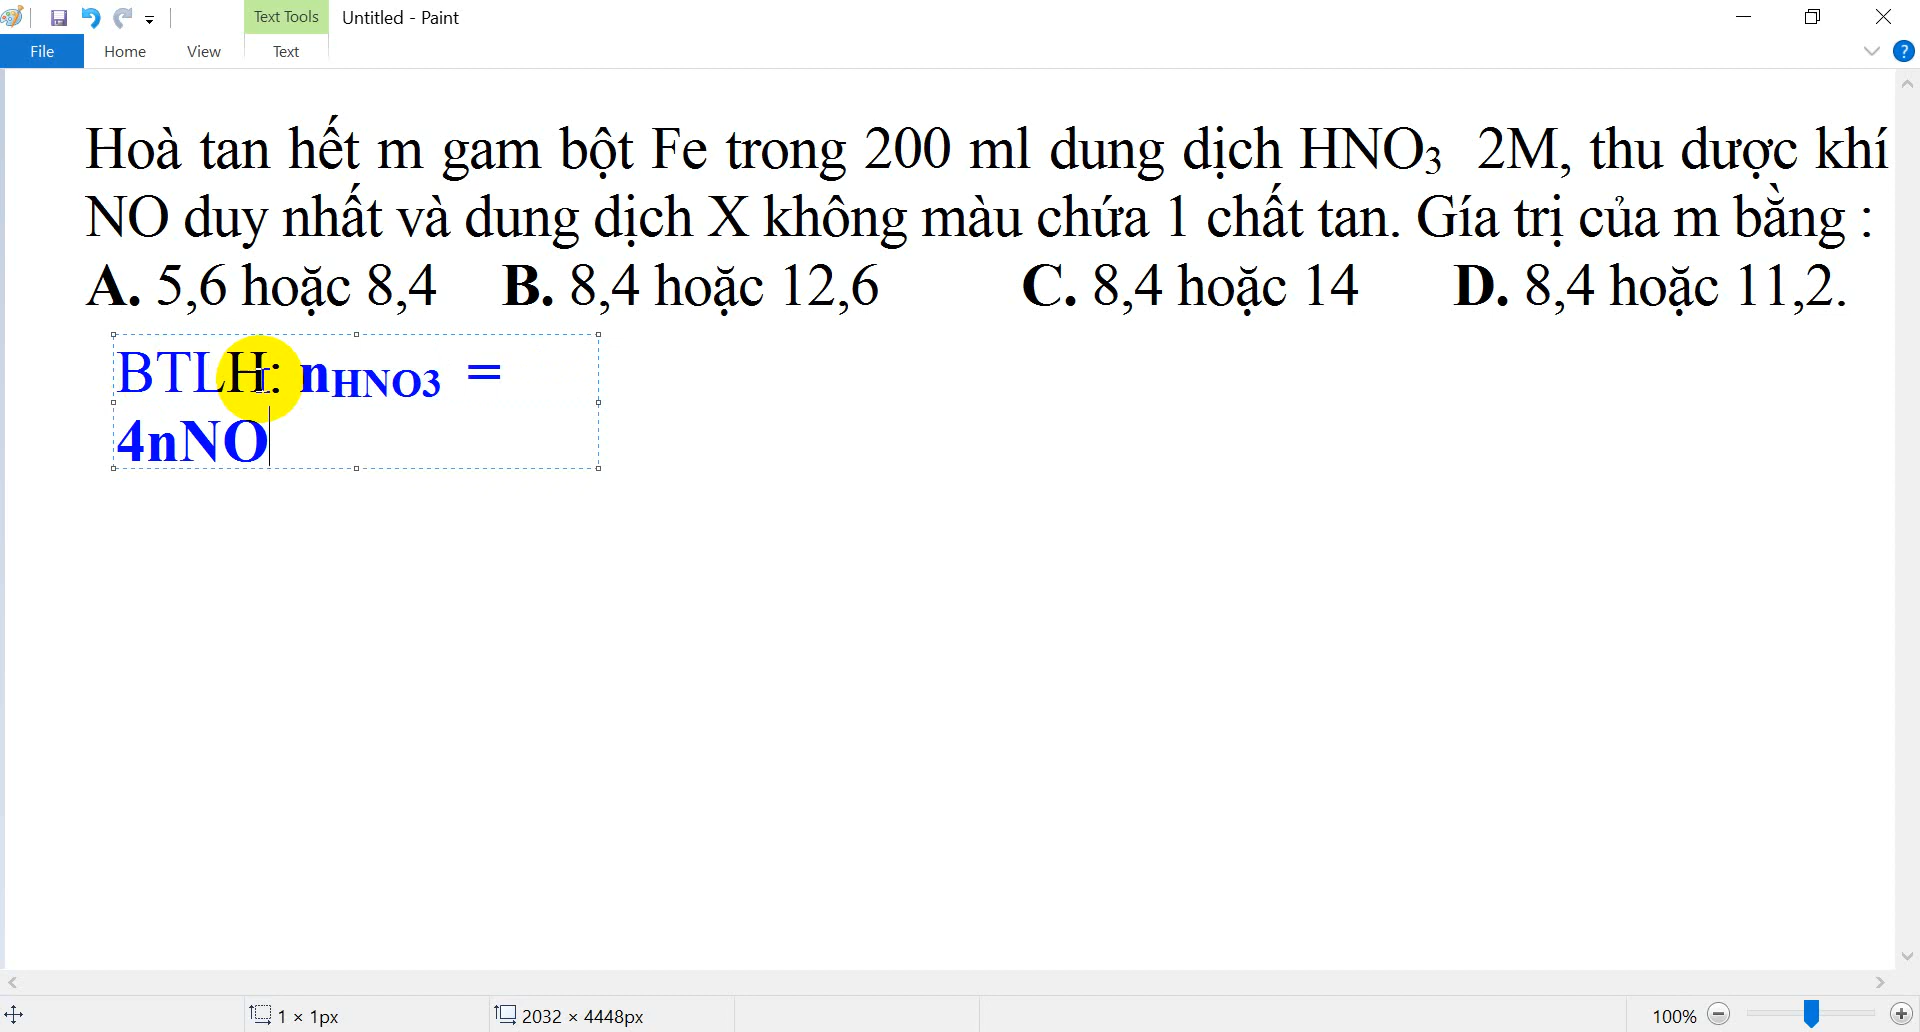 Text Tools
Untitled - Paint
File
Home
View
Text
Hoà tan hết m gam bột Fe trong 200 ml dung dịch HNO₃ 2M, thu dược khí
NO duy nhất và dung dịch X không màu chứa 1 chất tan. Gía trị của m bằng :
A. 5,6 hoặc 8,4 B. 8,4 hoặc 12,6 C. 8,4 hoặc 14 D. 8,4 hoặc 11,2.
BTLH: nHNO3 =
4nNO
1 × 1px
2032 × 4448px
100%